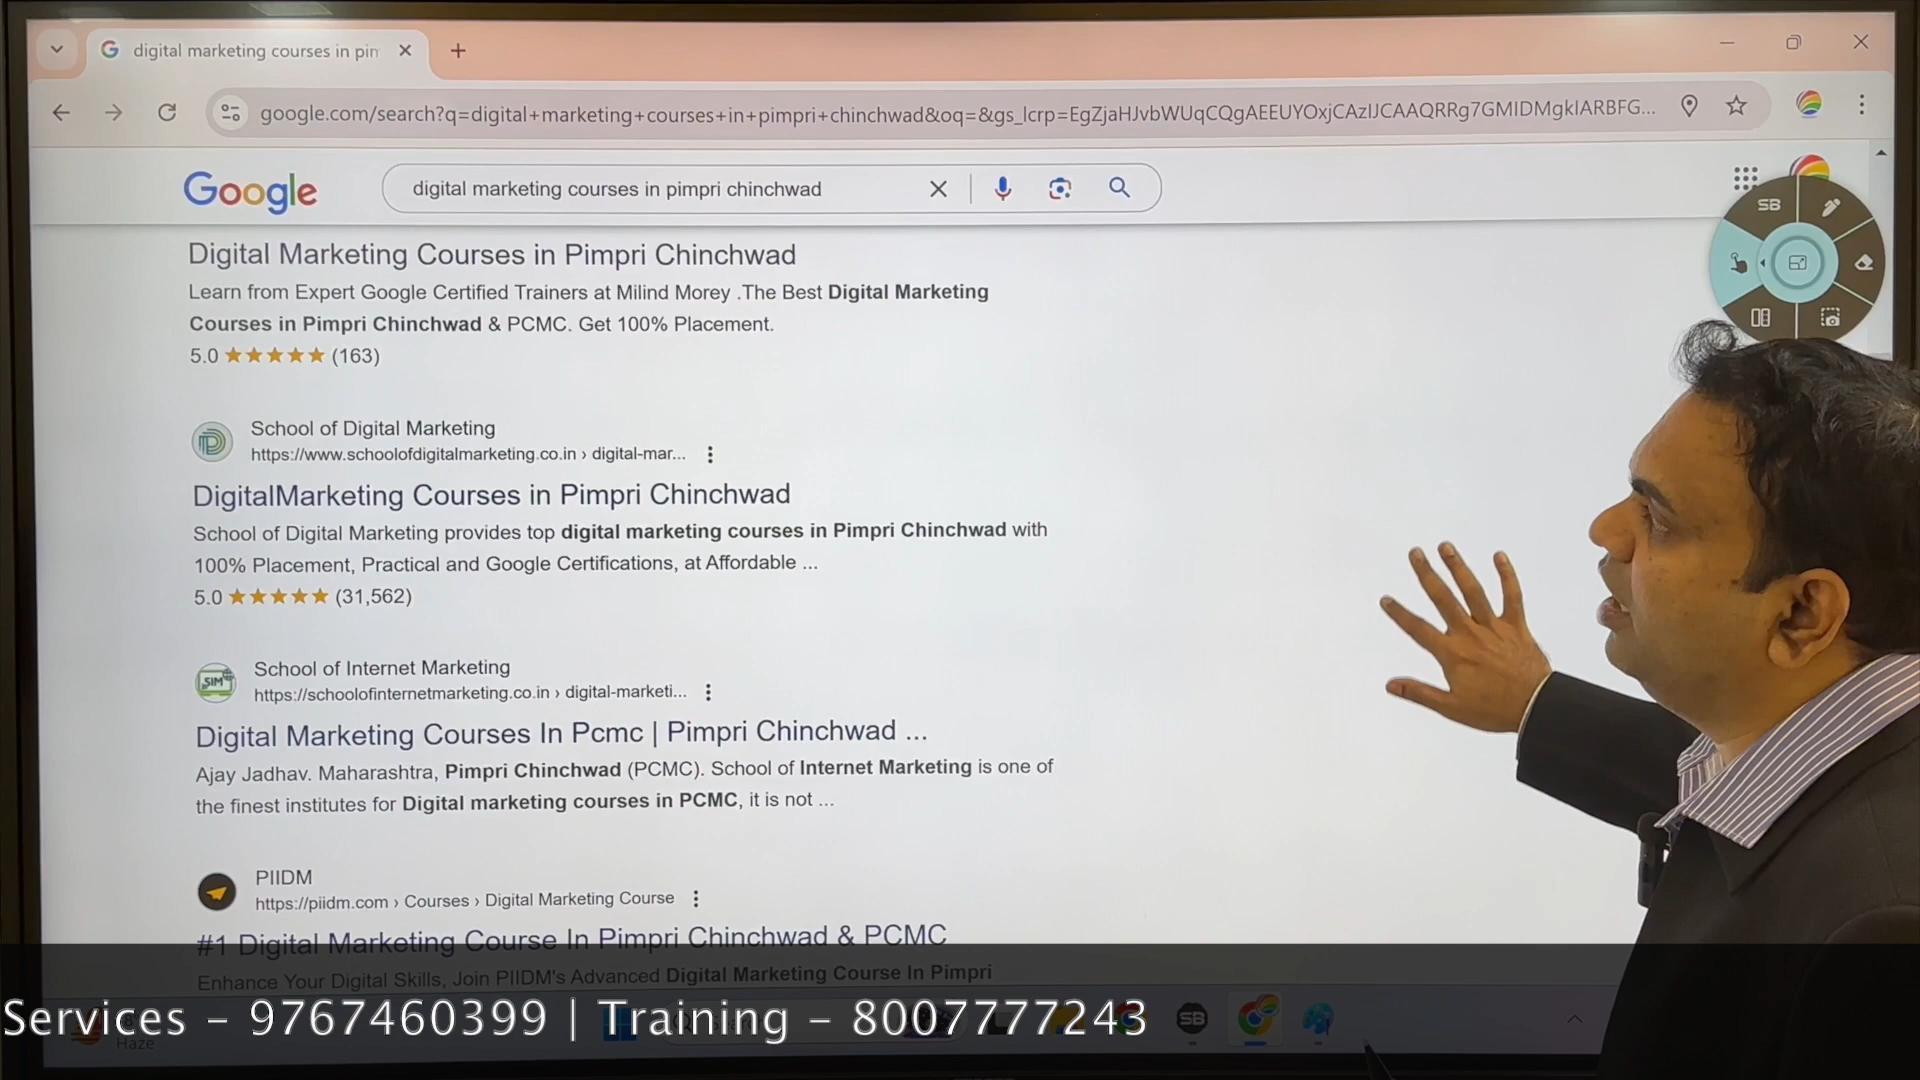 digital marketing courses in pin
google.com/search?q=digital+marketing+courses+in+pimpri+chinchwad&oq=&gs_lcrp=EgZjaHJvbWUqCQgAEEUYOxjCAzIJCAAQRRg7GMIDMgkIARBFG...
Google
digital marketing courses in pimpri chinchwad
SB
Digital Marketing Courses in Pimpri Chinchwad
Learn from Expert Google Certified Trainers at Milind Morey .The Best Digital Marketing
Courses in Pimpri Chinchwad & PCMC. Get 100% Placement.
5.0 ★★★★★ (163)
School of Digital Marketing
https://www.schoolofdigitalmarketing.co.in › digital-mar...
DigitalMarketing Courses in Pimpri Chinchwad
School of Digital Marketing provides top digital marketing courses in Pimpri Chinchwad with
100% Placement, Practical and Google Certifications, at Affordable ...
5.0 ★★★★★ (31,562)
SIM
School of Internet Marketing
https://schoolofinternetmarketing.co.in › digital-marketi...
Digital Marketing Courses In Pcmc | Pimpri Chinchwad ...
Ajay Jadhav. Maharashtra, Pimpri Chinchwad (PCMC). School of Internet Marketing is one of
the finest institutes for Digital marketing courses in PCMC, it is not ...
PIIDM
https://piidm.com › Courses › Digital Marketing Course
#1 Digital Marketing Course In Pimpri Chinchwad & PCMC
Enhance Your Digital Skills, Join PIIDM's Advanced Digital Marketing Course In Pimpri
Services - 9767460399 | Training - 8007777243
SB
Haze